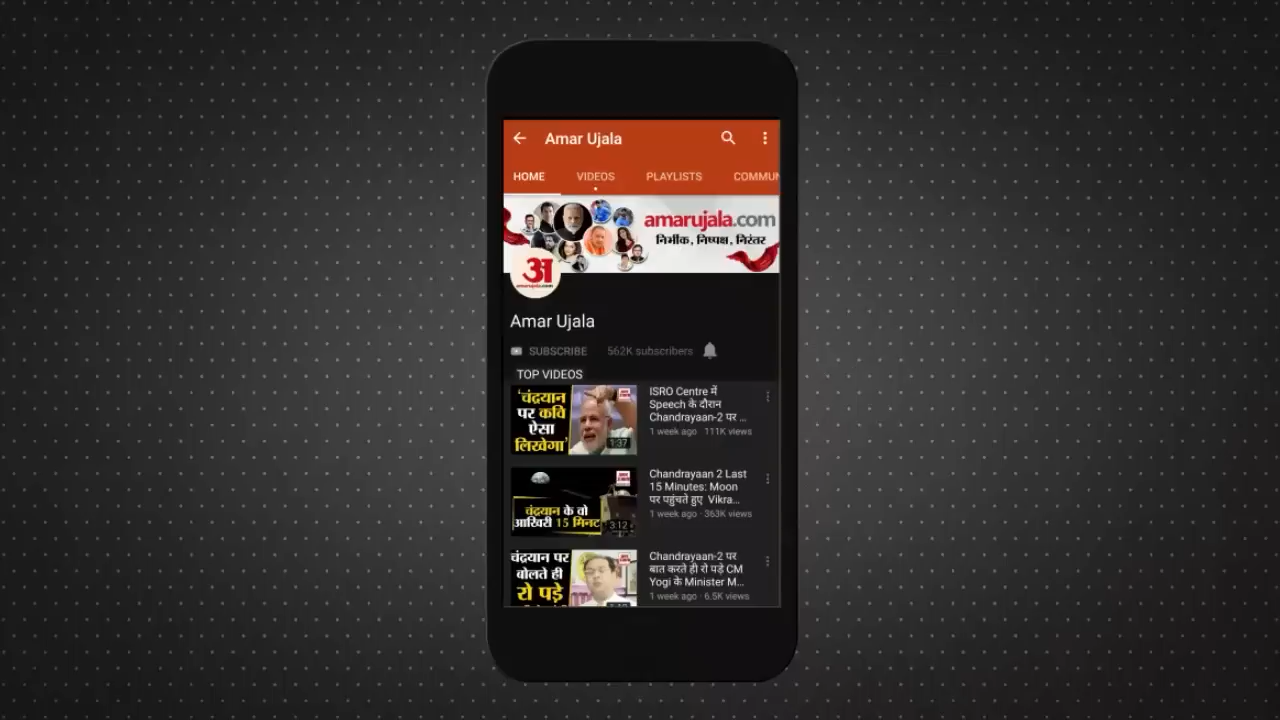 Amar Ujala
HOME VIDEOS PLAYLISTS COMMUN
amarujala.com
निर्भीक, निष्पक्ष, निरंतर
अ
amarujala.com
Amar Ujala
SUBSCRIBE 562K subscribers
TOP VIDEOS
'चंद्रयान
पर कवि
ऐसा
लिखेगा'
1:37
ISRO Centre में
Speech के दौरान
Chandrayaan-2 पर ...
1 week ago · 111K views
चंद्रयान के वो
आखिरी 15 मिनट
3:12
Chandrayaan 2 Last
15 Minutes: Moon
पर पहुंचते हुए Vikra...
1 week ago · 363K views
चंद्रयान पर
बोलते ही
रो पड़े
Chandrayaan-2 पर
बात करते ही रो पड़े CM
Yogi के Minister M...
1 week ago · 6.5K views